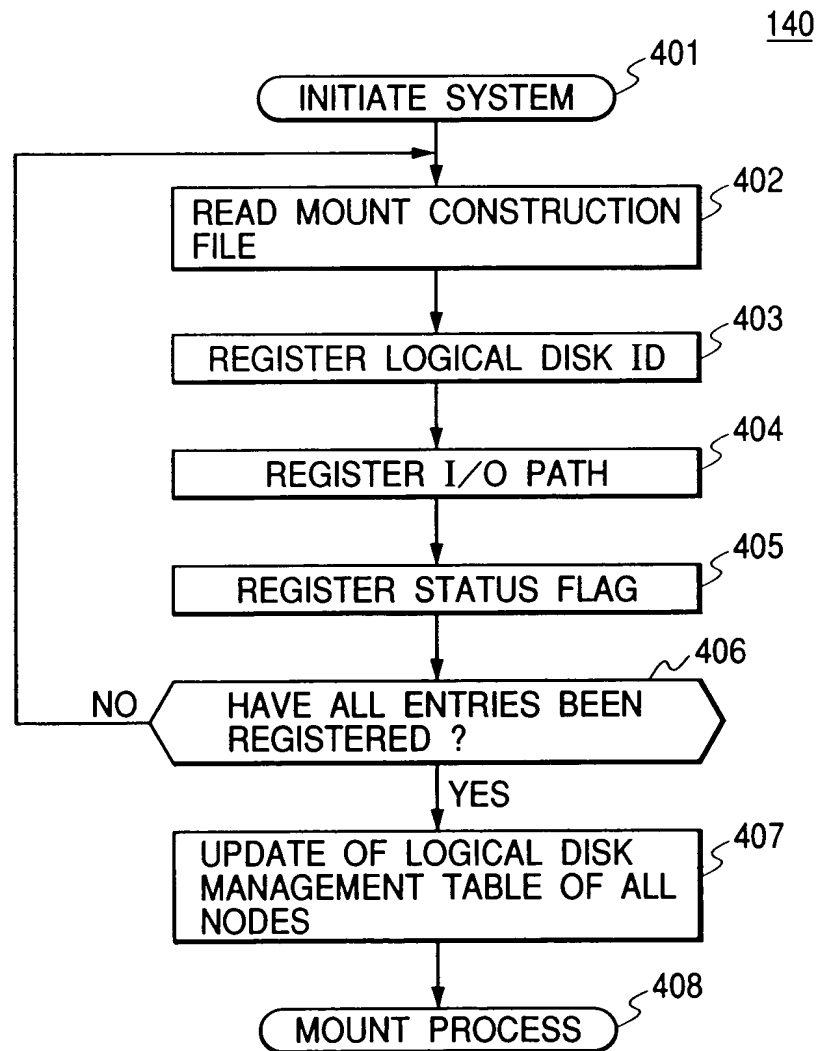 140
401
INITIATE SYSTEM
402
READ MOUNT CONSTRUCTION
FILE
403
REGISTER LOGICAL DISK ID
404
REGISTER I/O PATH
405
REGISTER STATUS FLAG
406
NO
HAVE ALL ENTRIES BEEN
REGISTERED ?
YES
407
UPDATE OF LOGICAL DISK
MANAGEMENT TABLE OF ALL
NODES
408
MOUNT PROCESS